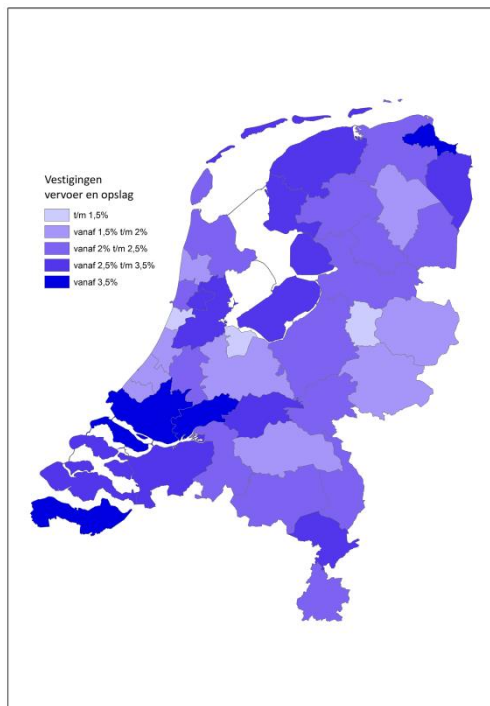 Vestigingen
vervoer en opslag
t/m 1,5%
vanaf 1,5% t/m 2%
vanaf 2% t/m 2,5%
vanaf 2,5% t/m 3,5%
vanaf 3,5%